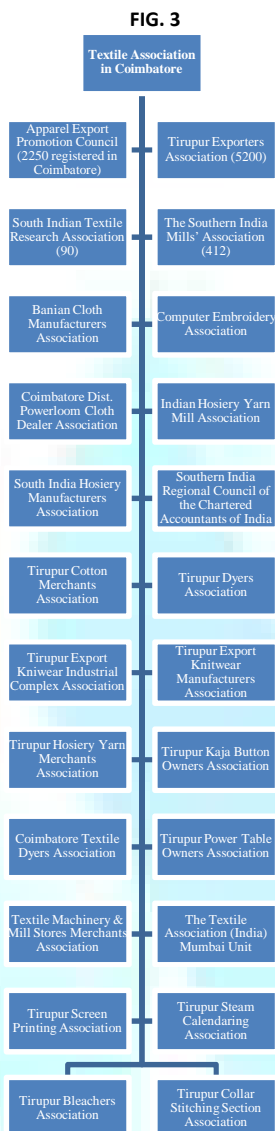 FIG. 3
Textile Association
in Coimbatore
Apparel Export
Promotion Council
(2250 registered in
Coimbatore)
Tirupur Exporters
Association (5200)
South Indian Textile
Research Association
(90)
The Southern India
Mills' Association
(412)
Banian Cloth
Manufacturers
Association
Computer Embroidery
Association
Coimbatore Dist.
Powerloom Cloth
Dealer Association
Indian Hosiery Yarn
Mill Association
South India Hosiery
Manufacturers
Association
Southern India
Regional Council of
the Chartered
Accountants of India
Tirupur Cotton
Merchants
Association
Tirupur Dyers
Association
Tirupur Export
Kniwear Industrial
Complex Association
Tirupur Export
Knitwear
Manufacturers
Association
Tirupur Hosiery Yarn
Merchants
Association
Tirupur Kaja Button
Owners Association
Coimbatore Textile
Dyers Association
Tirupur Power Table
Owners Association
Textile Machinery &
Mill Stores Merchants
Association
The Textile
Association (India)
Mumbai Unit
Tirupur Screen
Printing Association
Tirupur Steam
Calendaring
Association
Tirupur Bleachers
Association
Tirupur Collar
Stitching Section
Association